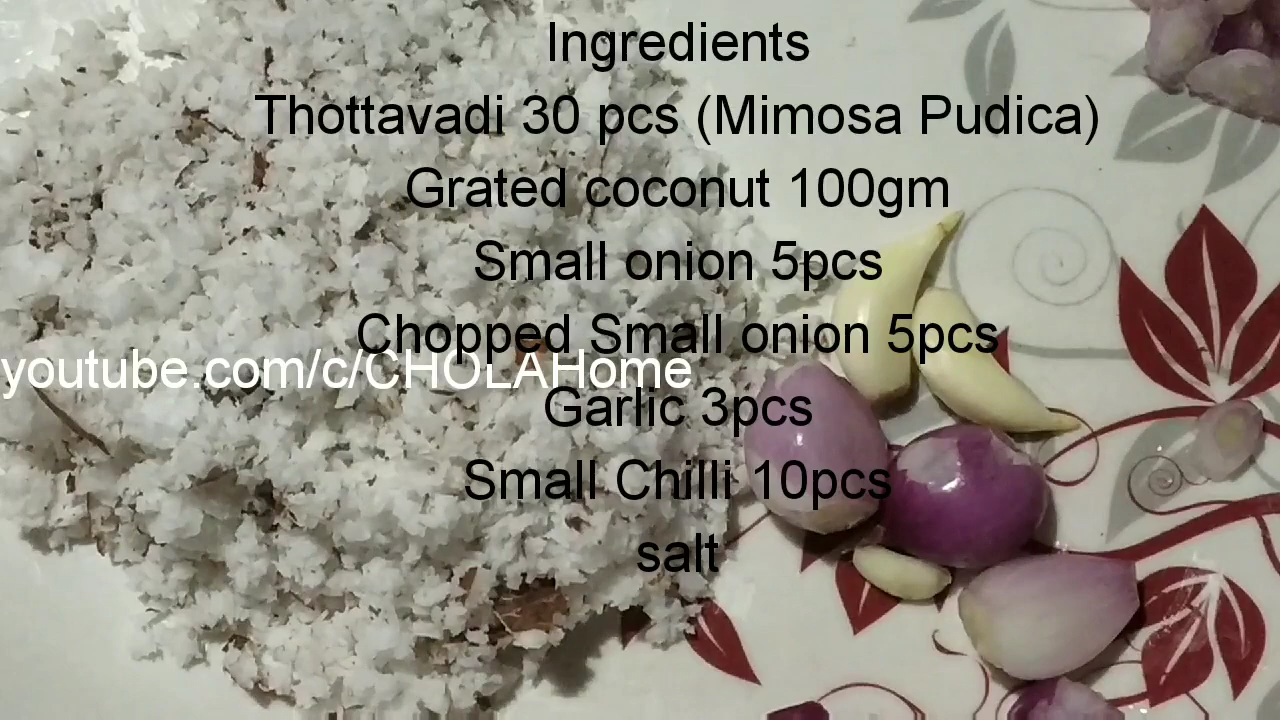 Ingredients
Thottavadi 30 pcs (Mimosa Pudica)
Grated coconut 100gm
Small onion 5pcs
Chopped Small onion 5pcs
youtube.com/c/CHOLAHome
Garlic 3pcs
Small Chilli 10pcs
salt